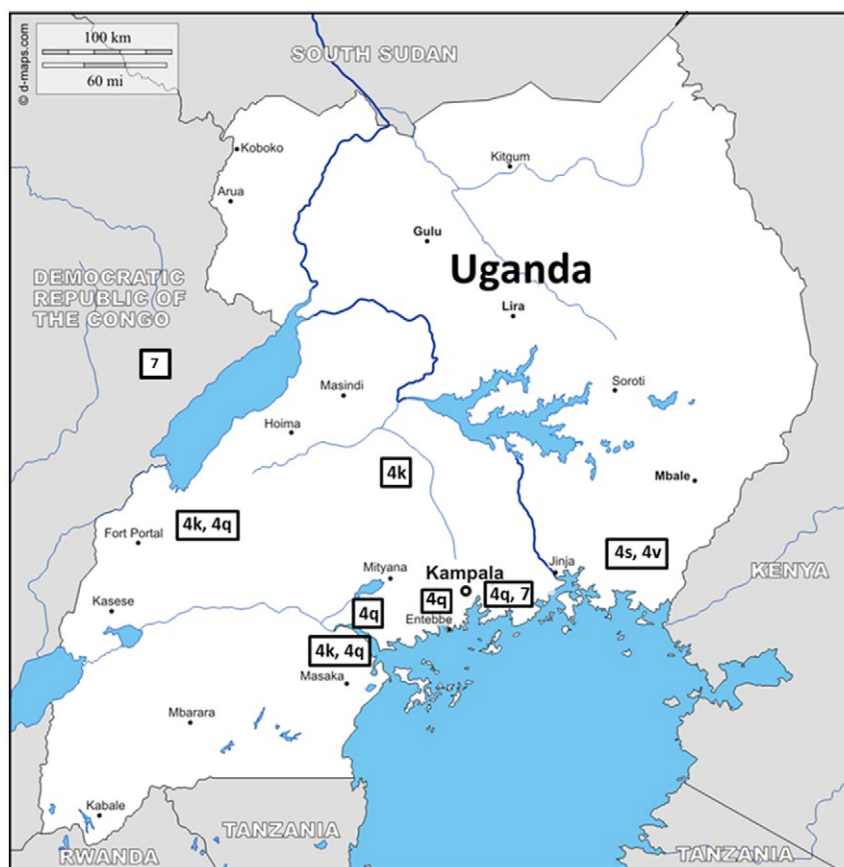 100 km
60 mi
© d-maps.com
SOUTH SUDAN
Koboko
Kitgum
Arua
Gulu
Uganda
DEMOCRATIC
REPUBLIC OF
THE CONGO
Lira
7
Masindi
Soroti
Hoima
4k
Mbale
4k, 4q
Fort Portal
4s, 4v
Jinja
KENYA
Mityana
Kampala
Kasese
4q
4q, 7
4q
Entebbe
4k, 4q
Masaka
Mbarara
Kabale
TANZANIA
RWANDA
TANZANIA